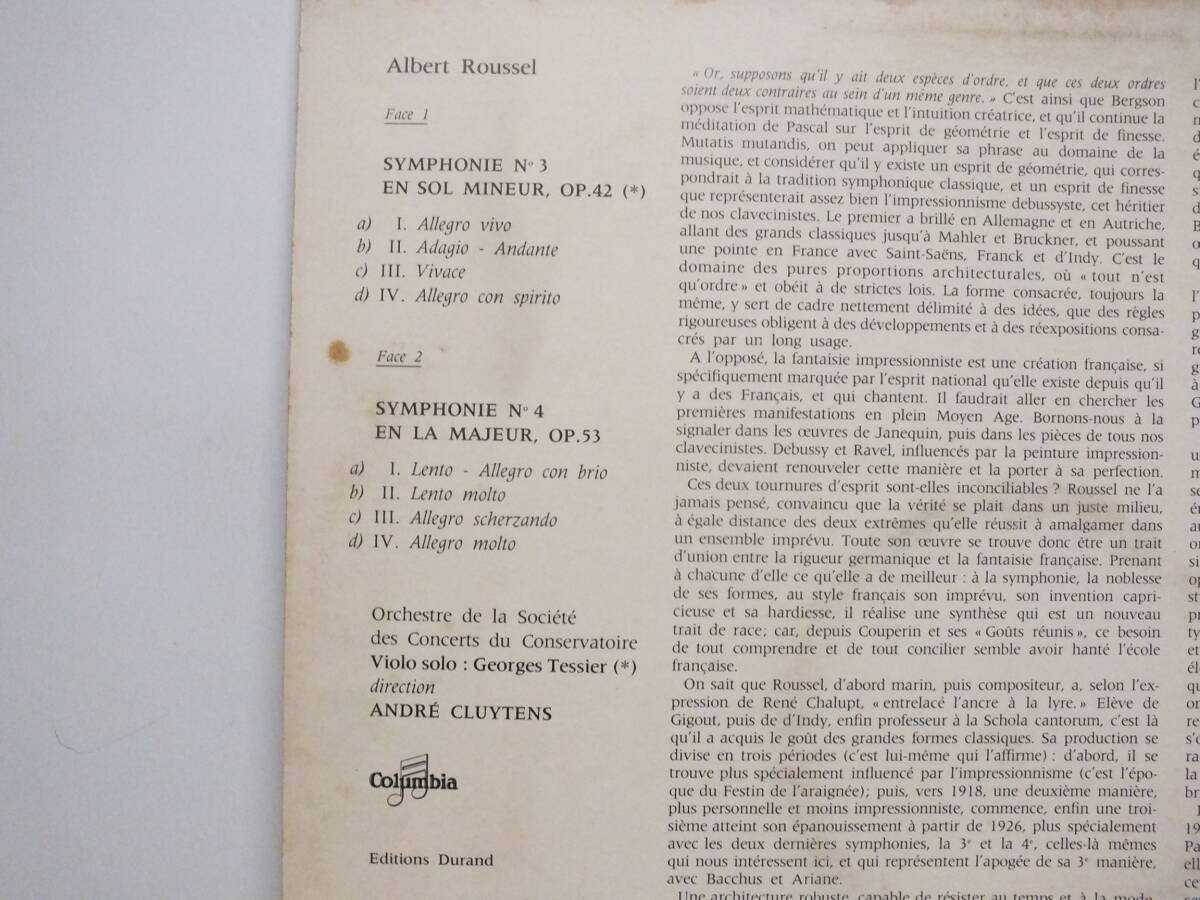 Albert Roussel
Face 1
SYMPHONIE Nº 3
EN SOL MINEUR, OP.42 (*)
a) I. Allegro vivo
b) II. Adagio - Andante
c) III. Vivace
d) IV. Allegro con spirito
Face 2
SYMPHONIE Nº 4
EN LA MAJEUR, OP.53
a) I. Lento - Allegro con brio
b) II. Lento molto
c) III. Allegro scherzando
d) IV. Allegro molto
Orchestre de la Société
des Concerts du Conservatoire
Violo solo : Georges Tessier (*)
direction
ANDRÉ CLUYTENS
Columbia
Editions Durand
« Or, supposons qu'il y ait deux espèces d'ordre, et que ces deux ordres
soient deux contraires au sein d'un même genre. » C'est ainsi que Bergson
oppose l'esprit mathématique et l'intuition créatrice, et qu'il continue la
méditation de Pascal sur l'esprit de géométrie et l'esprit de finesse.
Mutatis mutandis, on peut appliquer sa phrase au domaine de la
musique, et considérer qu'il y existe un esprit de géométrie, qui corres-
pondrait à la tradition symphonique classique, et un esprit de finesse
que représenterait assez bien l'impressionnisme debussyste, cet héritier
de nos clavecinistes. Le premier a brillé en Allemagne et en Autriche,
allant des grands classiques jusqu'à Mahler et Bruckner, et poussant
une pointe en France avec Saint-Saëns, Franck et d'Indy. C'est le
domaine des pures proportions architecturales, où « tout n'est
qu'ordre » et obéit à de strictes lois. La forme consacrée, toujours la
même, y sert de cadre nettement délimité à des idées, que des règles
rigoureuses obligent à des développements et à des réexpositions consa-
crés par un long usage.
A l'opposé, la fantaisie impressionniste est une création française, si
spécifiquement marquée par l'esprit national qu'elle existe depuis qu'il
y a des Français, et qui chantent. Il faudrait aller en chercher les
premières manifestations en plein Moyen Age. Bornons-nous à la
signaler dans les œuvres de Janequin, puis dans les pièces de tous nos
clavecinistes. Debussy et Ravel, influencés par la peinture impression-
niste, devaient renouveler cette manière et la porter à sa perfection.
Ces deux tournures d'esprit sont-elles inconciliables ? Roussel ne l'a
jamais pensé, convaincu que la vérité se plait dans un juste milieu,
à égale distance des deux extrêmes qu'elle réussit à amalgamer dans
un ensemble imprévu. Toute son œuvre se trouve donc être un trait
d'union entre la rigueur germanique et la fantaisie française. Prenant
à chacune d'elle ce qu'elle a de meilleur : à la symphonie, la noblesse
de ses formes, au style français son imprévu, son invention capri-
cieuse et sa hardiesse, il réalise une synthèse qui est un nouveau
trait de race; car, depuis Couperin et ses « Goûts réunis », ce besoin
de tout comprendre et de tout concilier semble avoir hanté l'école
française.
On sait que Roussel, d'abord marin, puis compositeur, a, selon l'ex-
pression de René Chalupt, « entrelacé l'ancre à la lyre. » Elève de
Gigout, puis de d'Indy, enfin professeur à la Schola cantorum, c'est là
qu'il a acquis le goût des grandes formes classiques. Sa production se
divise en trois périodes (c'est lui-même qui l'affirme) : d'abord, il se
trouve plus spécialement influencé par l'impressionnisme (c'est l'épo-
que du Festin de l'araignée); puis, vers 1918, une deuxième manière,
plus personnelle et moins impressionniste, commence, enfin une troi-
sième atteint son épanouissement à partir de 1926, plus spécialement
avec les deux dernières symphonies, la 3e et la 4e, celles-là mêmes
qui nous intéressent ici, et qui représentent l'apogée de sa 3e manière,
avec Bacchus et Ariane.
Une architecture robuste, capable de résister au temps et à la mode,